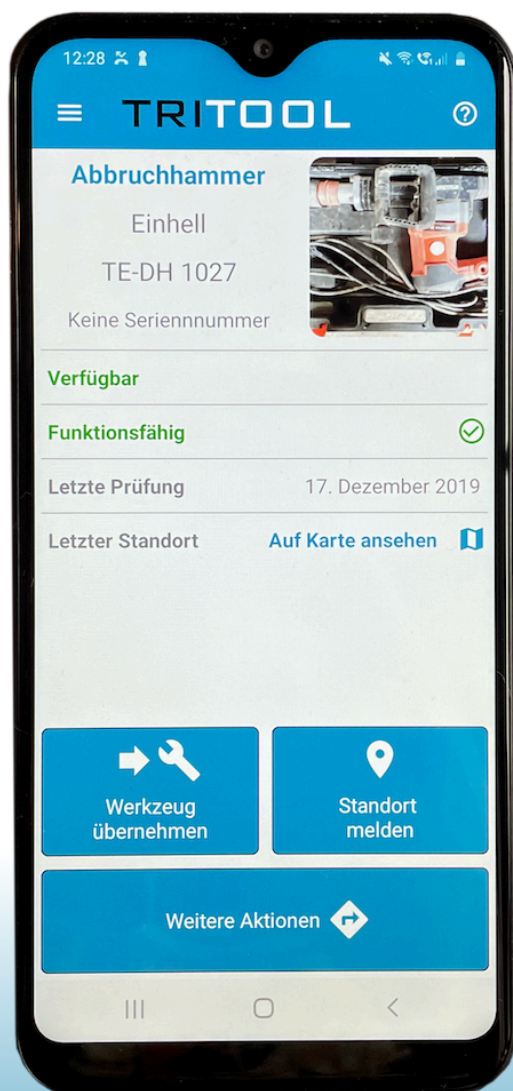 12:28
TRITOOL
Abbruchhammer
Einhell
TE-DH 1027
Keine Seriennnummer
Verfügbar
Funktionsfähig
Letzte Prüfung 17. Dezember 2019
Letzter Standort Auf Karte ansehen
Werkzeug
übernehmen
Standort
melden
Weitere Aktionen